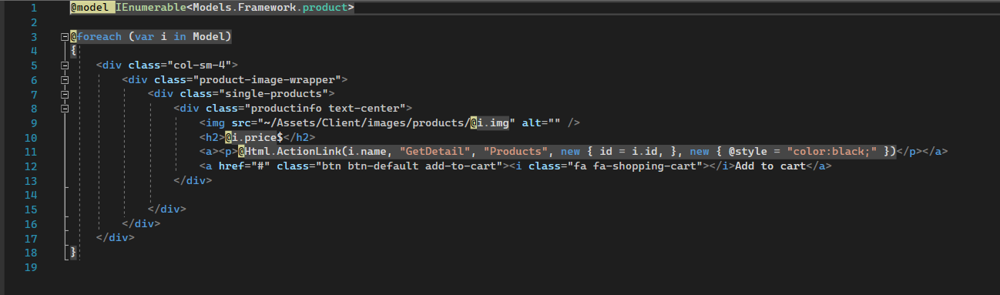 1 @model IEnumerable<Models.Framework.product>
2
3 @foreach (var i in Model)
4 {
5 <div class="col-sm-4">
6 <div class="product-image-wrapper">
7 <div class="single-products">
8 <div class="productinfo text-center">
9 <img src="~/Assets/Client/images/products/@i.img" alt="" />
10 <h2>@i.price$</h2>
11 <a><p>@Html.ActionLink(i.name, "GetDetail", "Products", new { id = i.id, }, new { @style = "color:black;" })</p></a>
12 <a href="#" class="btn btn-default add-to-cart"><i class="fa fa-shopping-cart"></i>Add to cart</a>
13 </div>
14
15 </div>
16 </div>
17 </div>
18 }
19